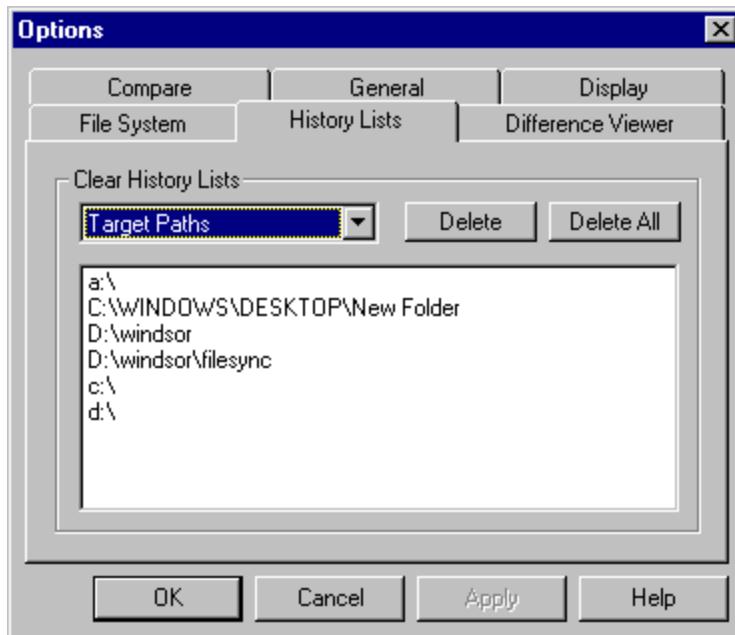 Options
Compare General Display
File System History Lists Difference Viewer
Clear History Lists
Target Paths Delete Delete All
a:\
C:\WINDOWS\DESKTOP\New Folder
D:\windsor
D:\windsor\filesync
c:\
d:\
OK Cancel Apply Help